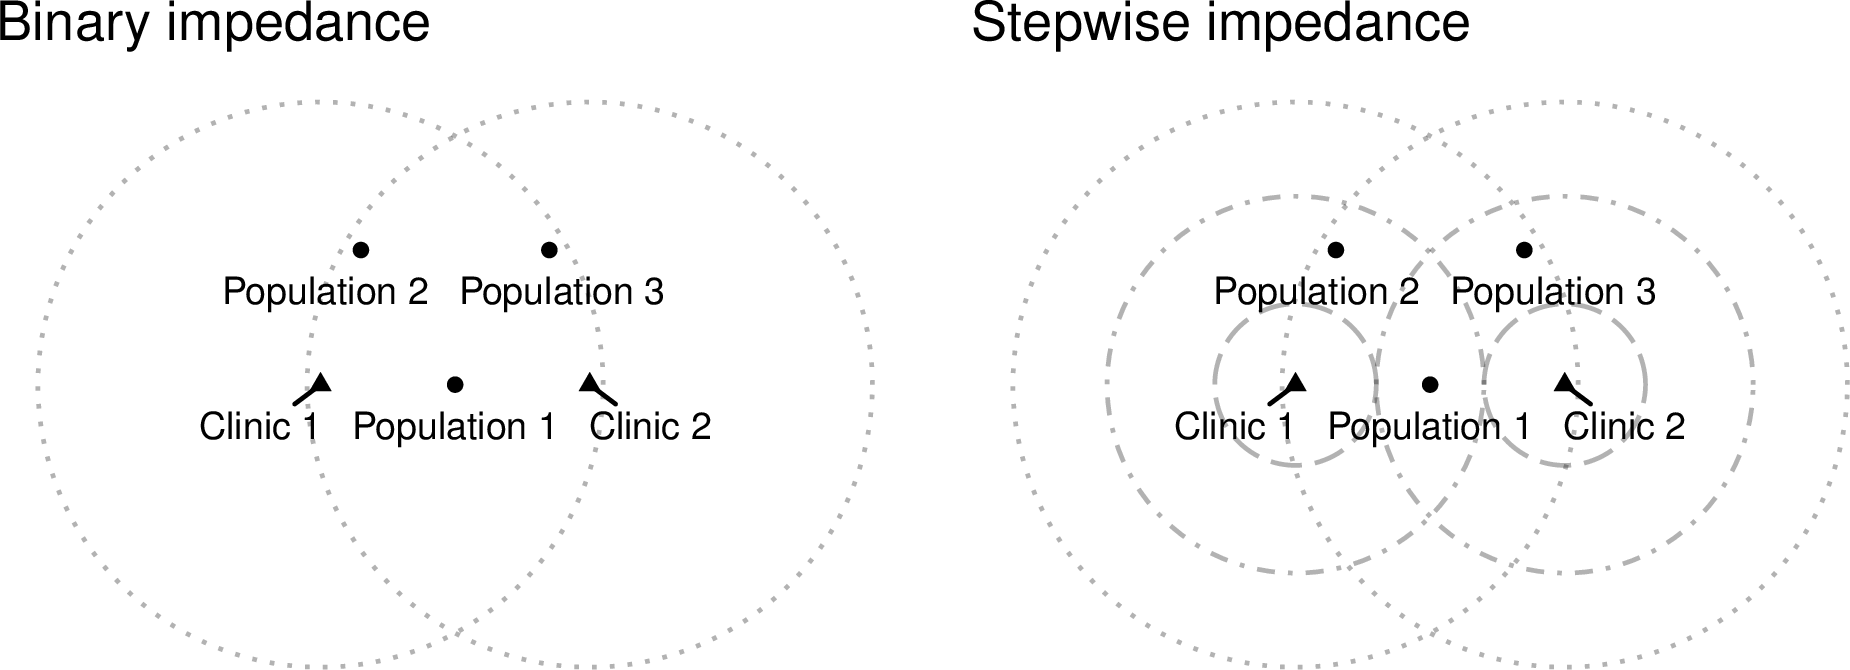 Binary impedance
Population 2 Population 3
Clinic 1 Population 1 Clinic 2
Stepwise impedance
Population 2 Population 3
Clinic 1 Population 1 Clinic 2